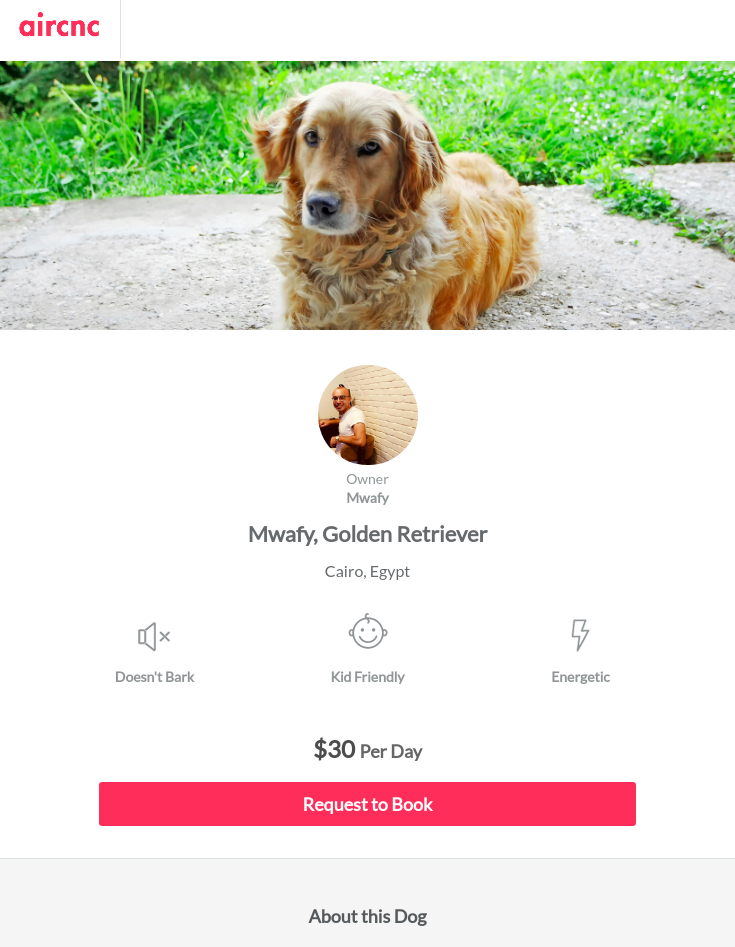 aircnc
Owner
Mwafy
Mwafy, Golden Retriever
Cairo, Egypt
Doesn't Bark
Kid Friendly
Energetic
$30 Per Day
Request to Book
About this Dog